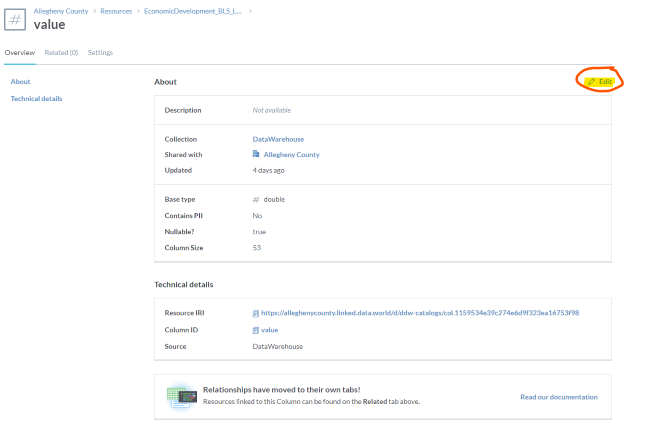 Allegheny County > Resources > EconomicDevelopment_BLS_L... >
# value
Overview Related (0) Settings
About
Technical details
About
Edit
Description Not available
Collection DataWarehouse
Shared with Allegheny County
Updated 4 days ago
Base type # double
Contains PII No
Nullable? true
Column Size 53
Technical details
Resource IRI https://alleghenycounty.linked.data.world/d/ddw-catalogs/col.1159534e39c274e6d9f323ea16753f98
Column ID value
Source DataWarehouse
Relationships have moved to their own tabs!
Resources linked to this Column can be found on the Related tab above.
Read our documentation